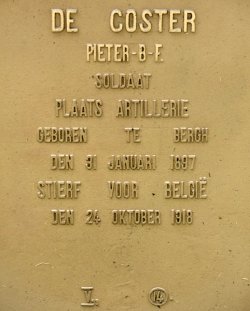 DE COSTER
PIETER-B-F.
SOLDAAT
PLAATS ARTILLERIE
GEBOREN TE BERGH
DEN 31 JANUARI 1897
STIERF VOOR BELGIË
DEN 24 OKTOBER 1918
V. 14